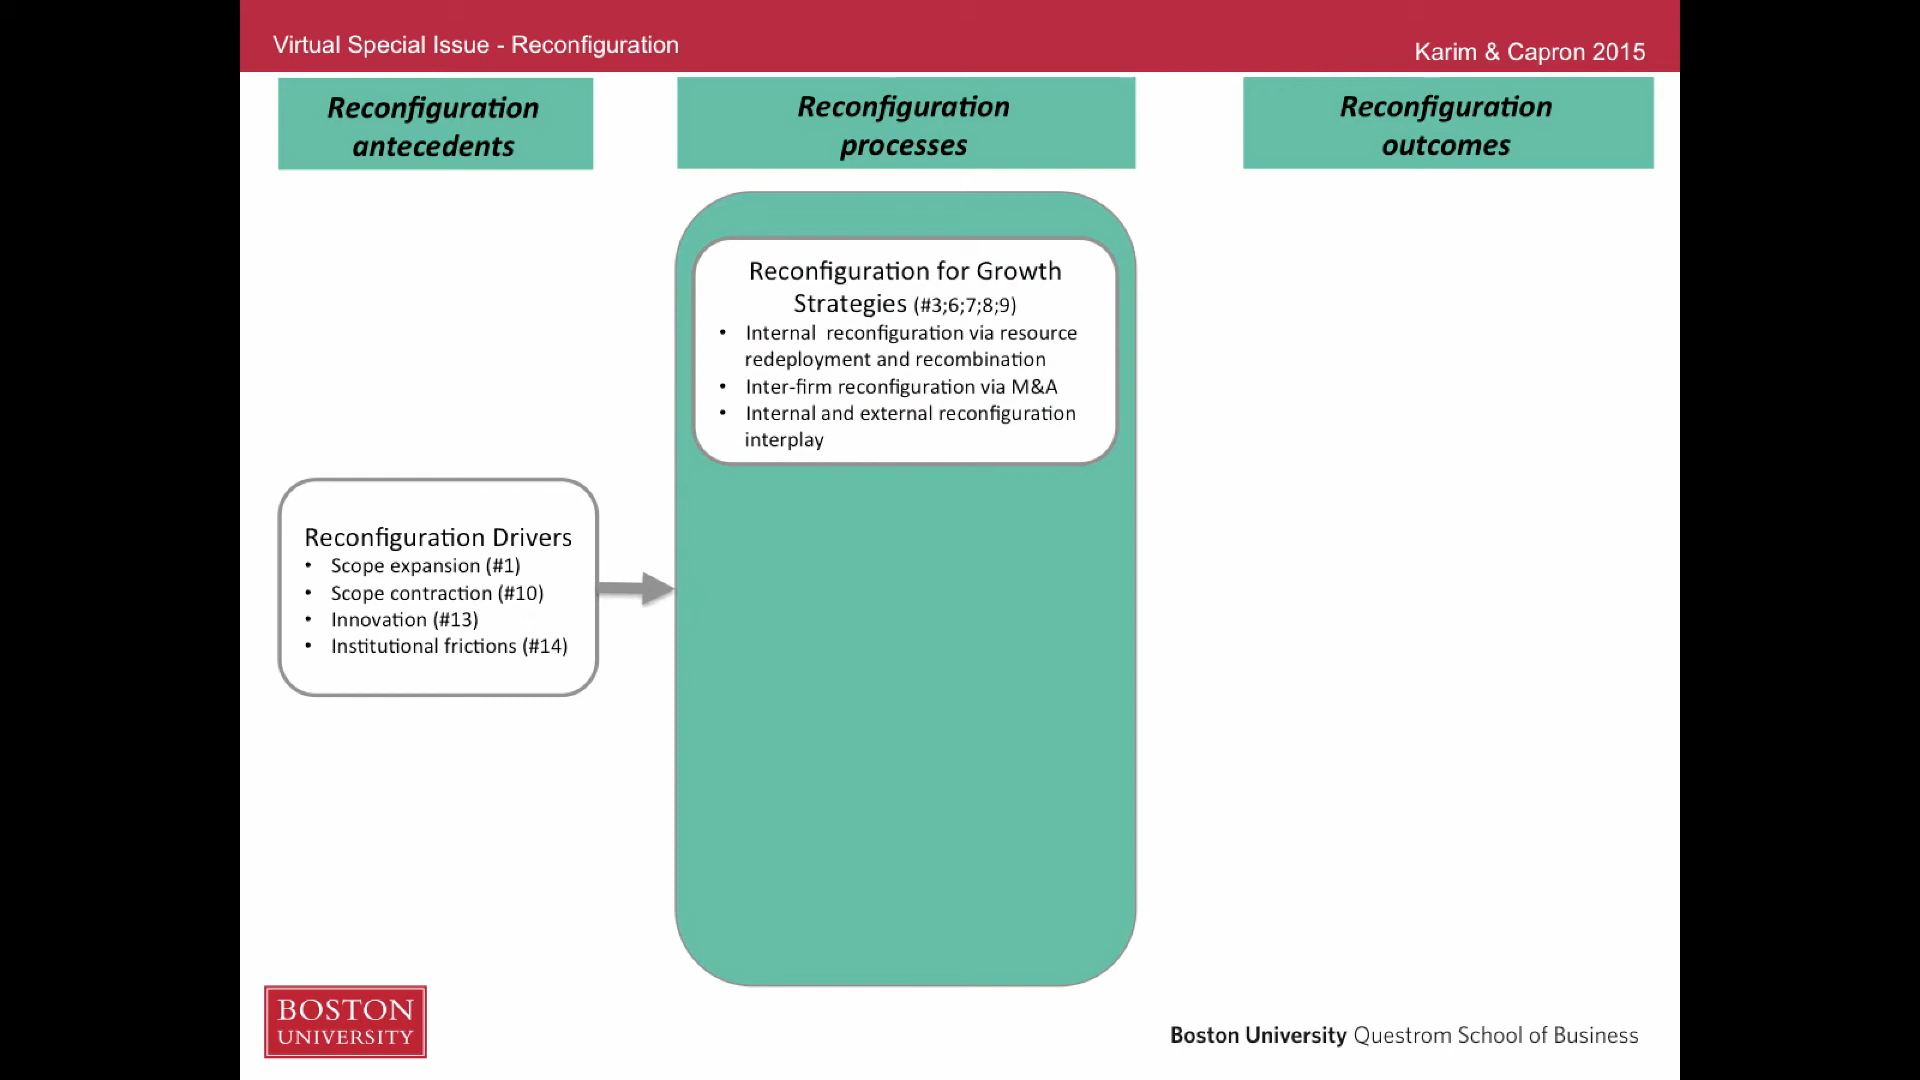 Virtual Special Issue - Reconfiguration
Karim & Capron 2015
Reconfiguration
antecedents
Reconfiguration
processes
Reconfiguration
outcomes
Reconfiguration for Growth
Strategies (#3;6;7;8;9)
• Internal reconfiguration via resource
redeployment and recombination
• Inter-firm reconfiguration via M&A
• Internal and external reconfiguration
interplay
Reconfiguration Drivers
• Scope expansion (#1)
• Scope contraction (#10)
• Innovation (#13)
• Institutional frictions (#14)
BOSTON
UNIVERSITY
Boston University Questrom School of Business